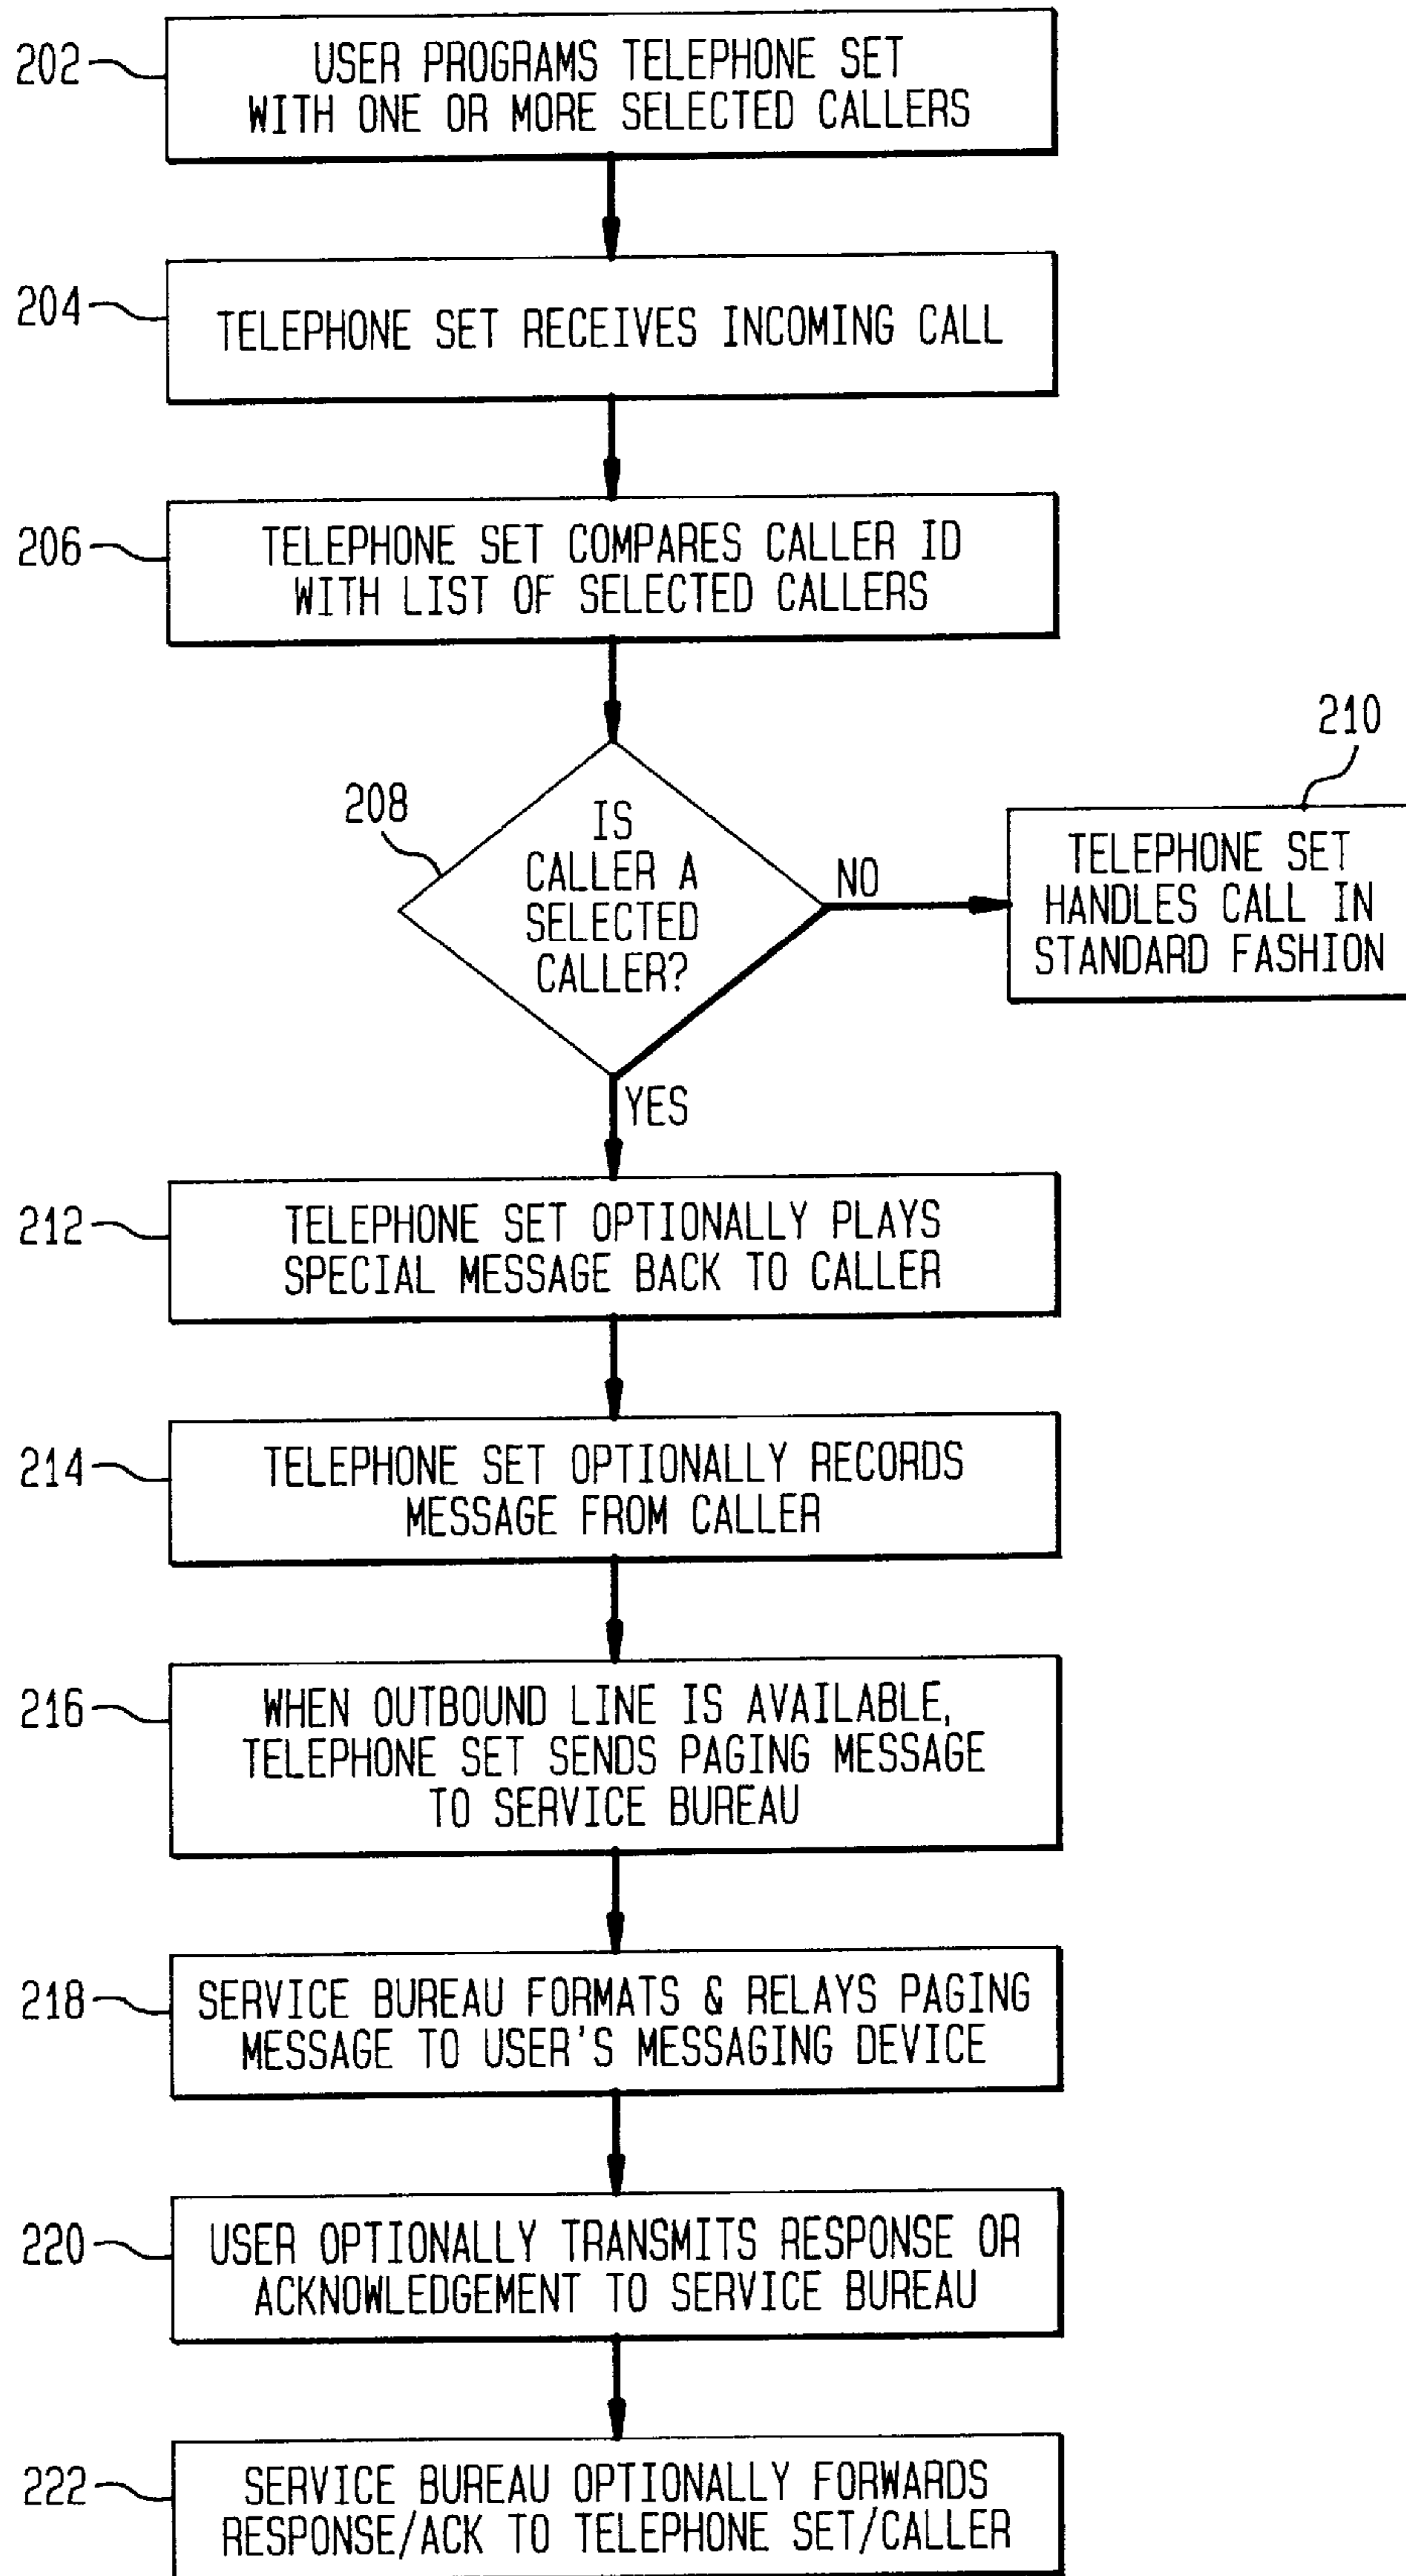 202
USER PROGRAMS TELEPHONE SET
WITH ONE OR MORE SELECTED CALLERS
204
TELEPHONE SET RECEIVES INCOMING CALL
206
TELEPHONE SET COMPARES CALLER ID
WITH LIST OF SELECTED CALLERS
208
IS
CALLER A
SELECTED
CALLER?
NO
210
TELEPHONE SET
HANDLES CALL IN
STANDARD FASHION
YES
212
TELEPHONE SET OPTIONALLY PLAYS
SPECIAL MESSAGE BACK TO CALLER
214
TELEPHONE SET OPTIONALLY RECORDS
MESSAGE FROM CALLER
216
WHEN OUTBOUND LINE IS AVAILABLE,
TELEPHONE SET SENDS PAGING MESSAGE
TO SERVICE BUREAU
218
SERVICE BUREAU FORMATS & RELAYS PAGING
MESSAGE TO USER'S MESSAGING DEVICE
220
USER OPTIONALLY TRANSMITS RESPONSE OR
ACKNOWLEDGEMENT TO SERVICE BUREAU
222
SERVICE BUREAU OPTIONALLY FORWARDS
RESPONSE/ACK TO TELEPHONE SET/CALLER